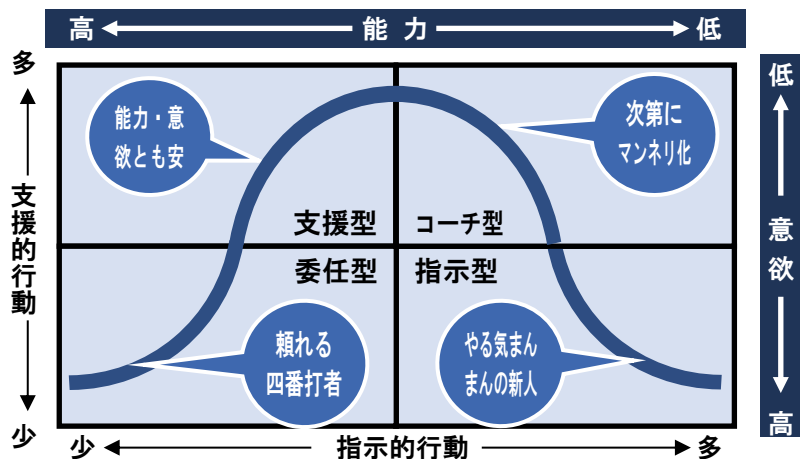 高 能力 低
多
低
能力・意
欲とも安
次第に
マンネリ化
支援的行動
意欲
支援型
コーチ型
委任型
指示型
頼れる
四番打者
やる気まん
まんの新人
少
高
少 指示的行動 多